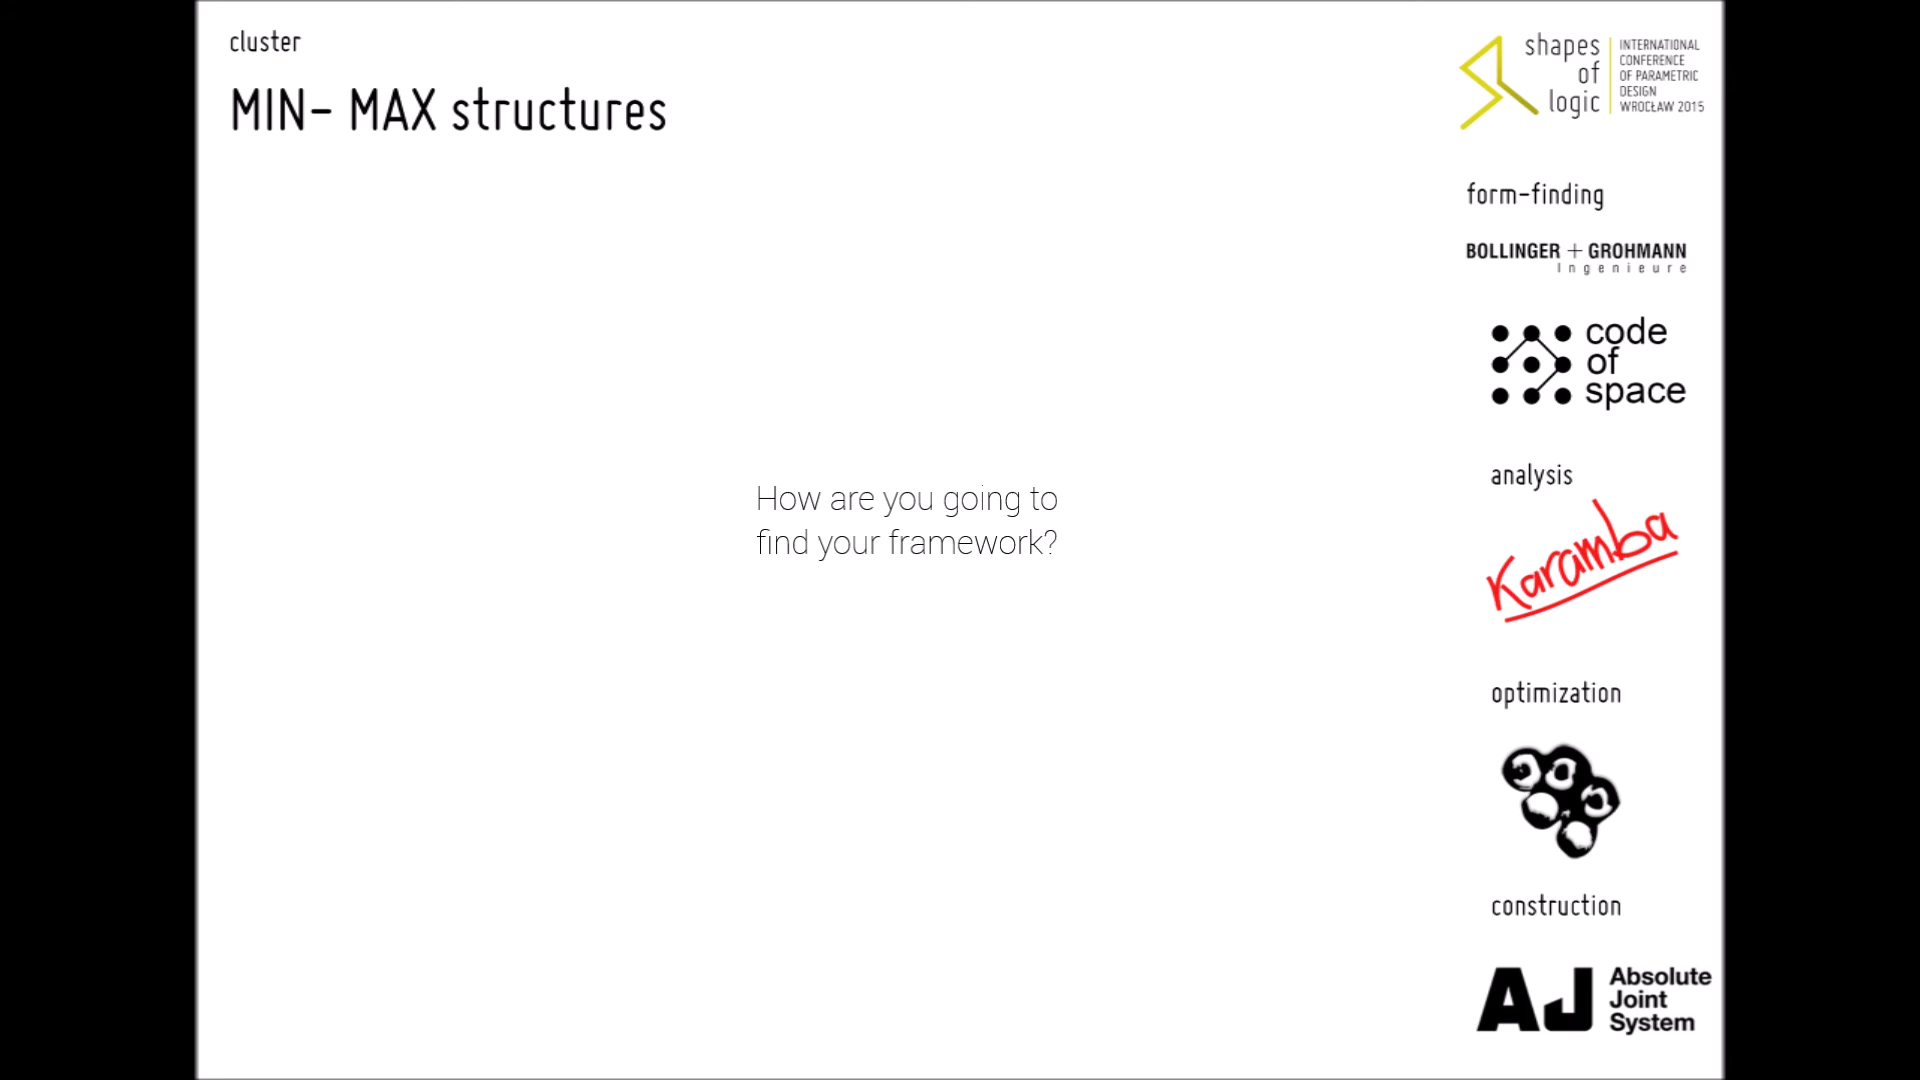 cluster
MIN- MAX structures
shapes
of
logic
INTERNATIONAL
CONFERENCE
OF PARAMETRIC
DESIGN
WROCŁAW 2015
form-finding
BOLLINGER + GROHMANN
Ingenieure
code
of
space
How are you going to
find your framework?
analysis
Karamba
optimization
construction
AJ
Absolute
Joint
System